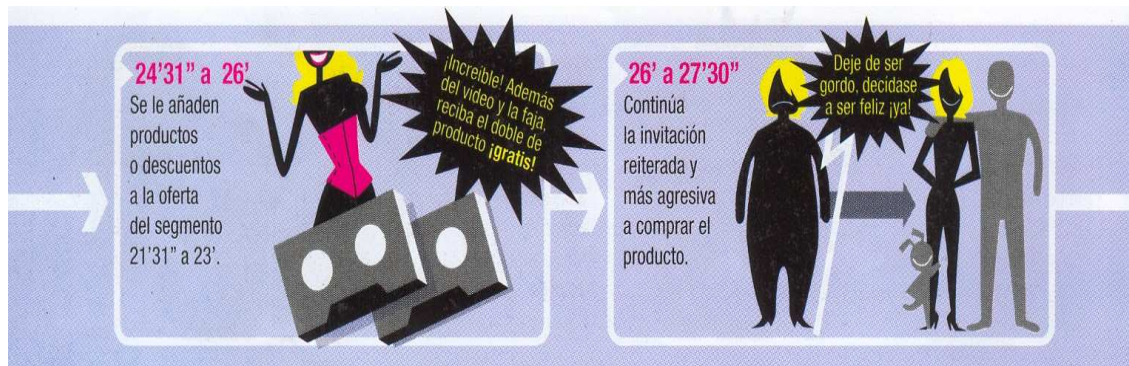 24’31” a 26’
Se le añaden
productos
o descuentos
a la oferta
del segmento
21’31” a 23’.
¡Increíble! Además
del video y la faja,
reciba el doble de
producto ¡gratis!
26’ a 27’30”
Continúa
la invitación
reiterada y
más agresiva
a comprar el
producto.
Deje de ser
gordo, decídase
a ser feliz ¡ya!